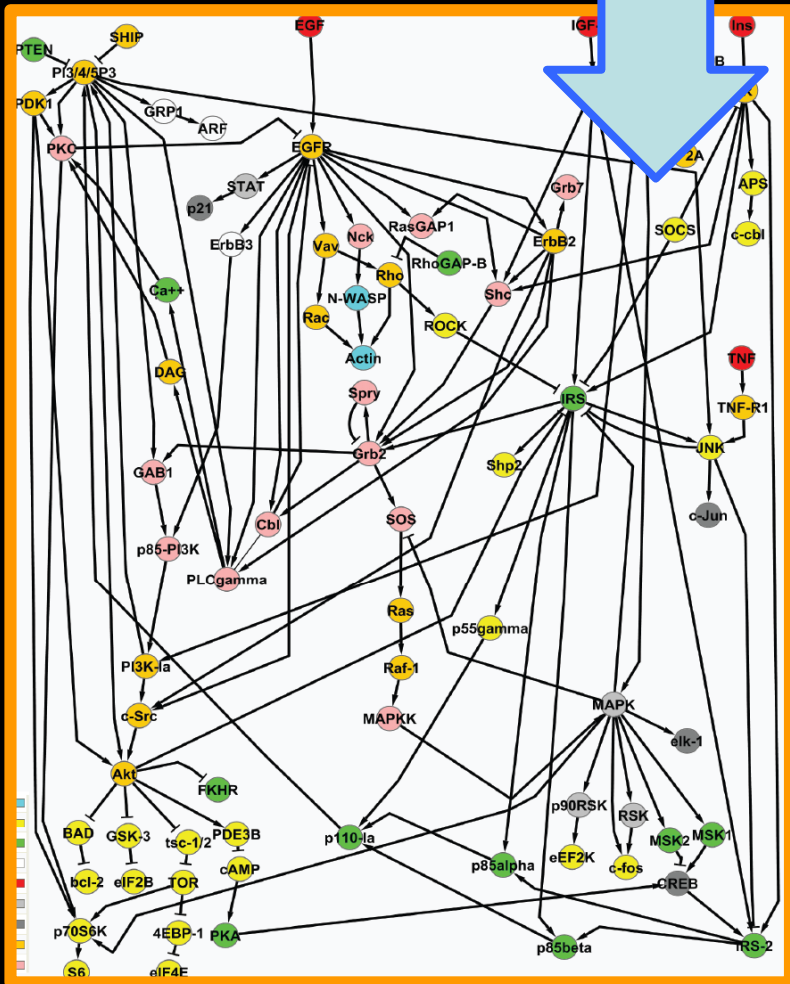 EGF
IGF-
Ins
PTEN
SHIP
PI3/4/5P3
B
PDK1
GRP1
ARF
PKC
EGFR
2A
STAT
Grb7
APS
p21
ErbB3
Vav
Nck
RasGAP1
ErbB2
SOCS
c-cbl
RhoGAP-B
Rho
Ca++
N-WASP
Shc
Rac
ROCK
Actin
TNF
DAG
Spry
IRS
TNF-R1
Grb2
Shp2
JNK
GAB1
Cbl
SOS
c-Jun
p85-PI3K
PLCgamma
Ras
p55gamma
PI3K-Ia
Raf-1
c-Src
MAPKK
MAPK
elk-1
Akt
FKHR
p90RSK
RSK
BAD
GSK-3
tsc-1/2
PDE3B
p110-Ia
MSK2
MSK1
eEF2K
c-fos
p85alpha
bcl-2
eIF2B
TOR
cAMP
CREB
p70S6K
4EBP-1
PKA
p85beta
IRS-2
S6
eIF4E